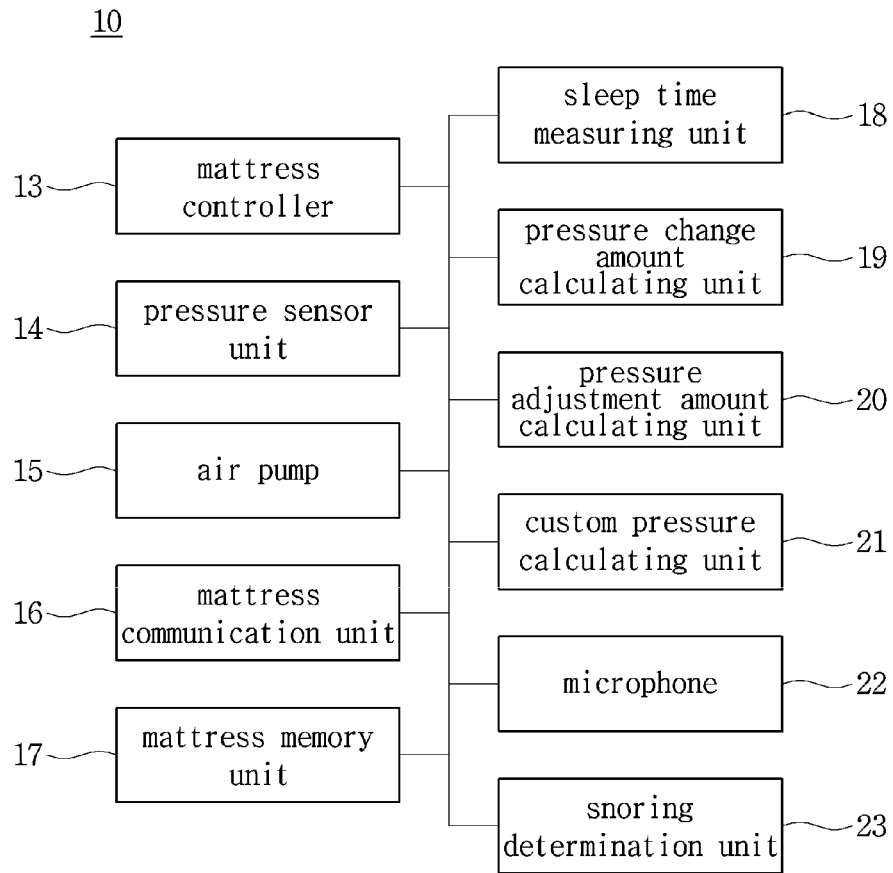 10
13
mattress
controller
14
pressure sensor
unit
15
air pump
16
mattress
communication unit
17
mattress memory
unit
sleep time
measuring unit
18
pressure change
amount
calculating unit
19
pressure
adjustment amount
calculating unit
20
custom pressure
calculating unit
21
microphone
22
snoring
determination unit
23